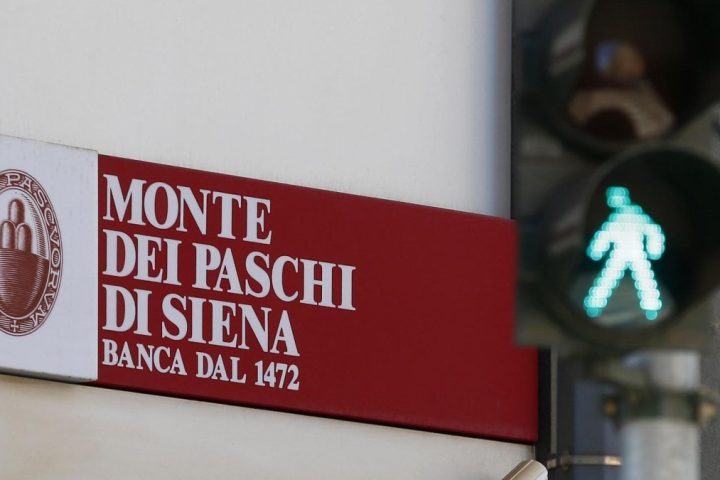 MONTE
DEI PASCHI
DI SIENA
BANCA DAL 1472